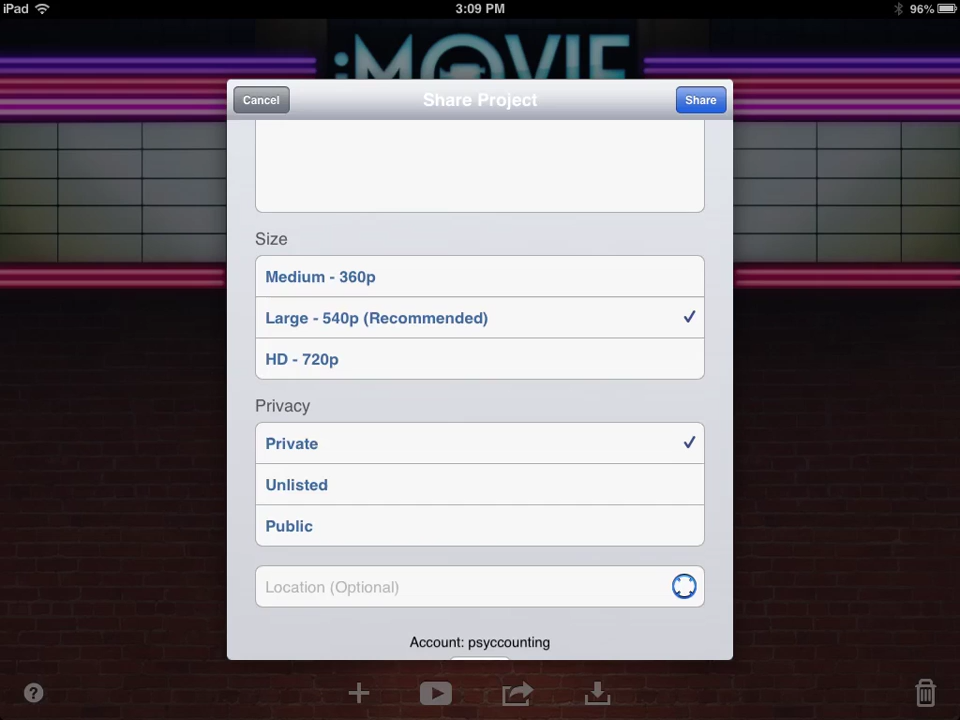 iPad 3:09 PM 96%
iMOVIE
Cancel Share Project Share
Size
Medium - 360p
Large - 540p (Recommended)
HD - 720p
Privacy
Private
Unlisted
Public
Location (Optional)
Account: psyccounting
?